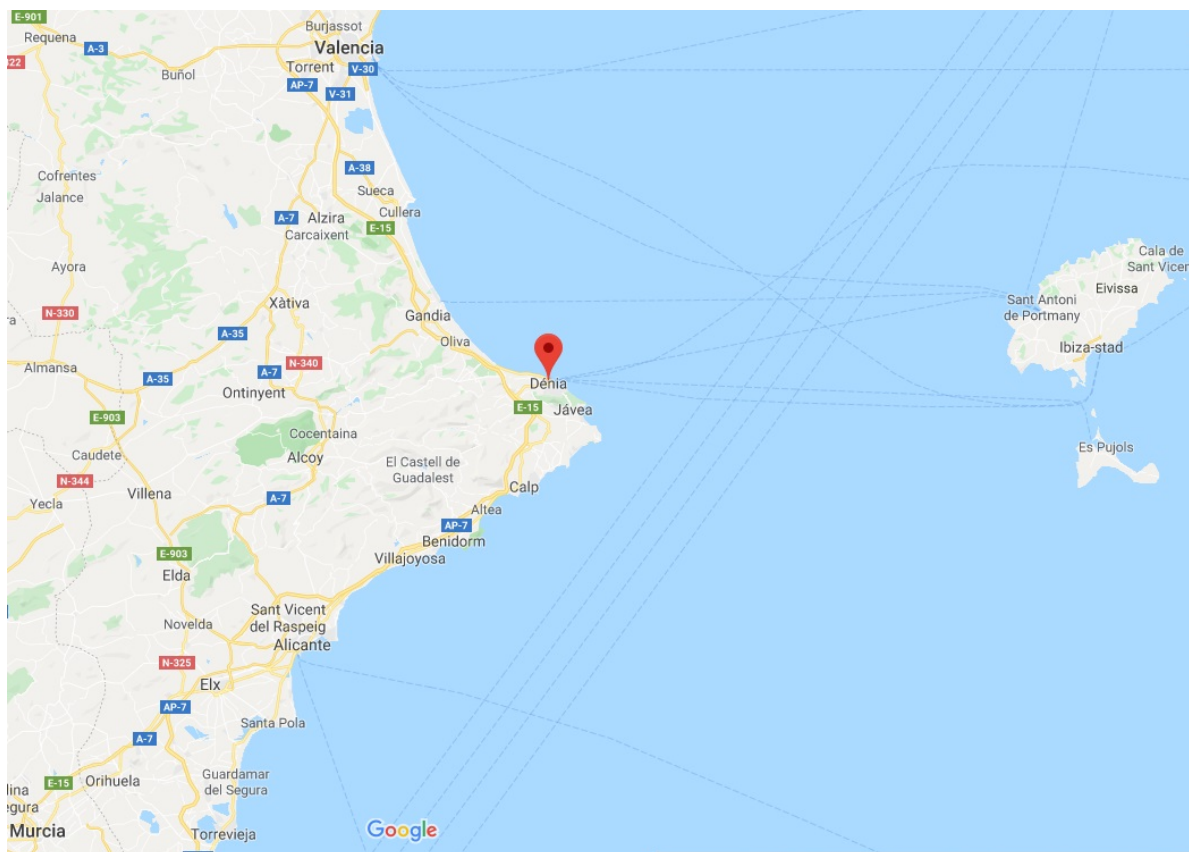 E-901
Burjassot
Requena
A-3
Valencia
322
Torrent
V-30
Buñol
AP-7
V-31
A-38
Cofrentes
Sueca
Jalance
Cullera
A-7
Alzira
E-15
Carcaixent
Cala de
Sant Vicen
Ayora
Eivissa
Xàtiva
Sant Antoni
de Portmany
N-330
Gandia
A-35
Oliva
Ibiza-stad
N-340
Almansa
A-7
A-35
Dénia
Ontinyent
E-15
Jávea
E-903
Cocentaina
Es Pujols
Caudete
Alcoy
El Castell de
Guadalest
N-344
Calp
Villena
A-7
Yecla
Altea
AP-7
Benidorm
E-903
Villajoyosa
Elda
Sant Vicent
del Raspeig
Novelda
Alicante
N-325
Elx
AP-7
Santa Pola
A-7
Guardamar
del Segura
E-15
Orihuela
lina
egura
Murcia
Google
Torrevieja